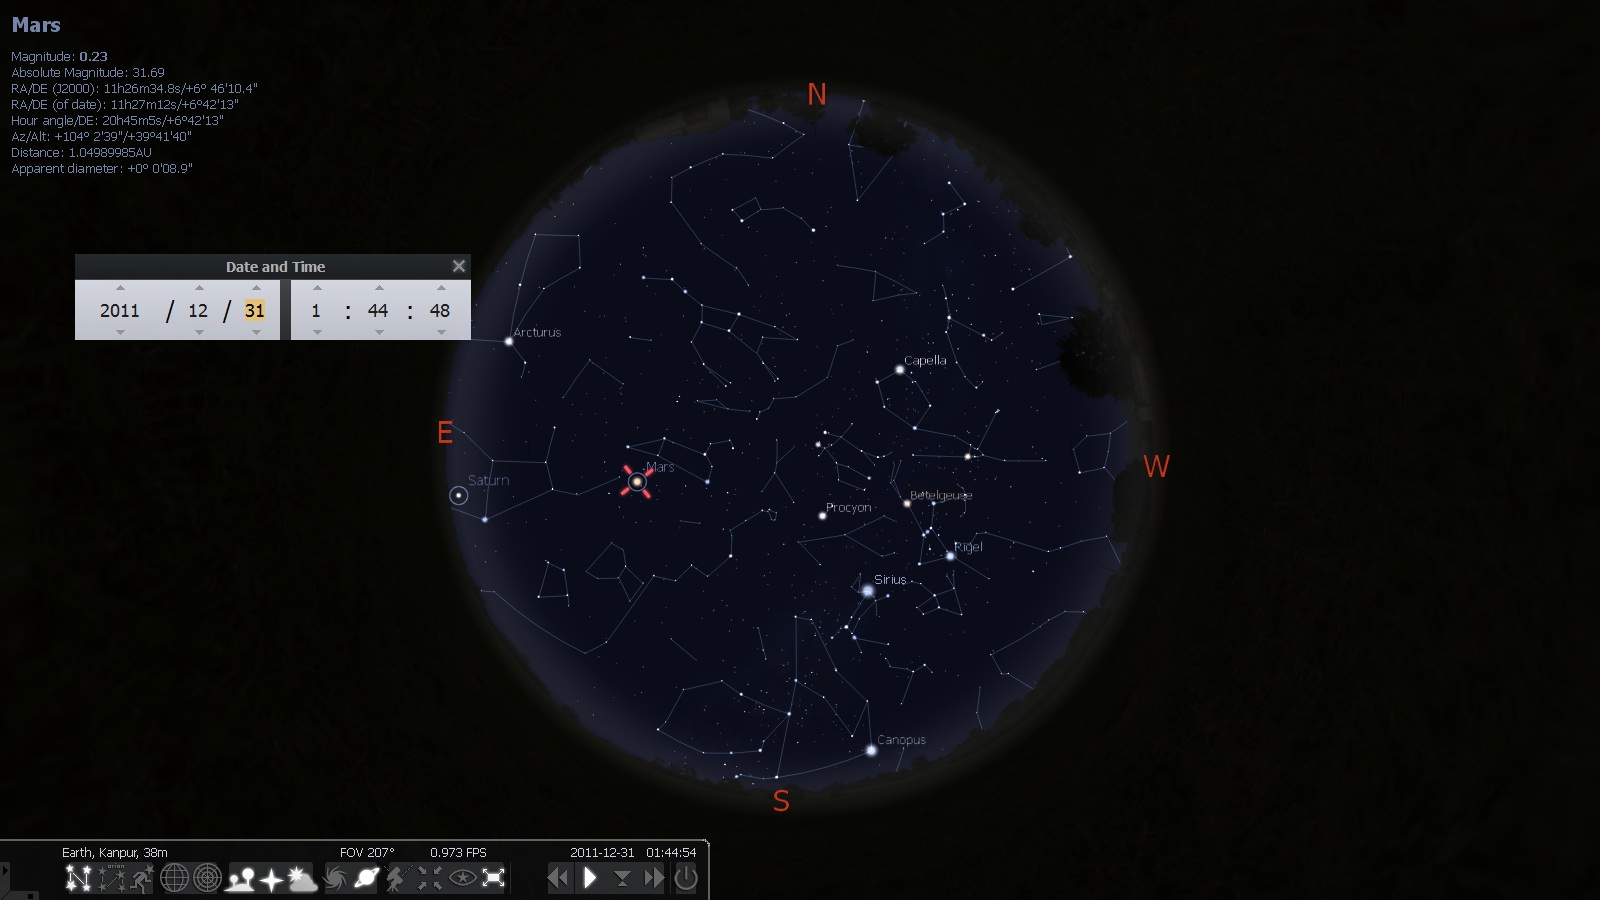 Mars
Magnitude: 0.23
Absolute Magnitude: 31.69
RA/DE (J2000): 11h26m34.8s/+6° 46'10.4"
RA/DE (of date): 11h27m12s/+6°42'13"
Hour angle/DE: 20h45m5s/+6°42'13"
Az/Alt: +104° 2'39"/+39°41'40"
Distance: 1.04989985AU
Apparent diameter: +0° 0'08.9"
N
Date and Time
2011 / 12 / 31 1 : 44 : 48
Arcturus
Capella
E
Mars
W
Saturn
Betelgeuse
Procyon
Rigel
Sirius
Canopus
S
Earth, Kanpur, 38m FOV 207° 0.973 FPS 2011-12-31 01:44:54